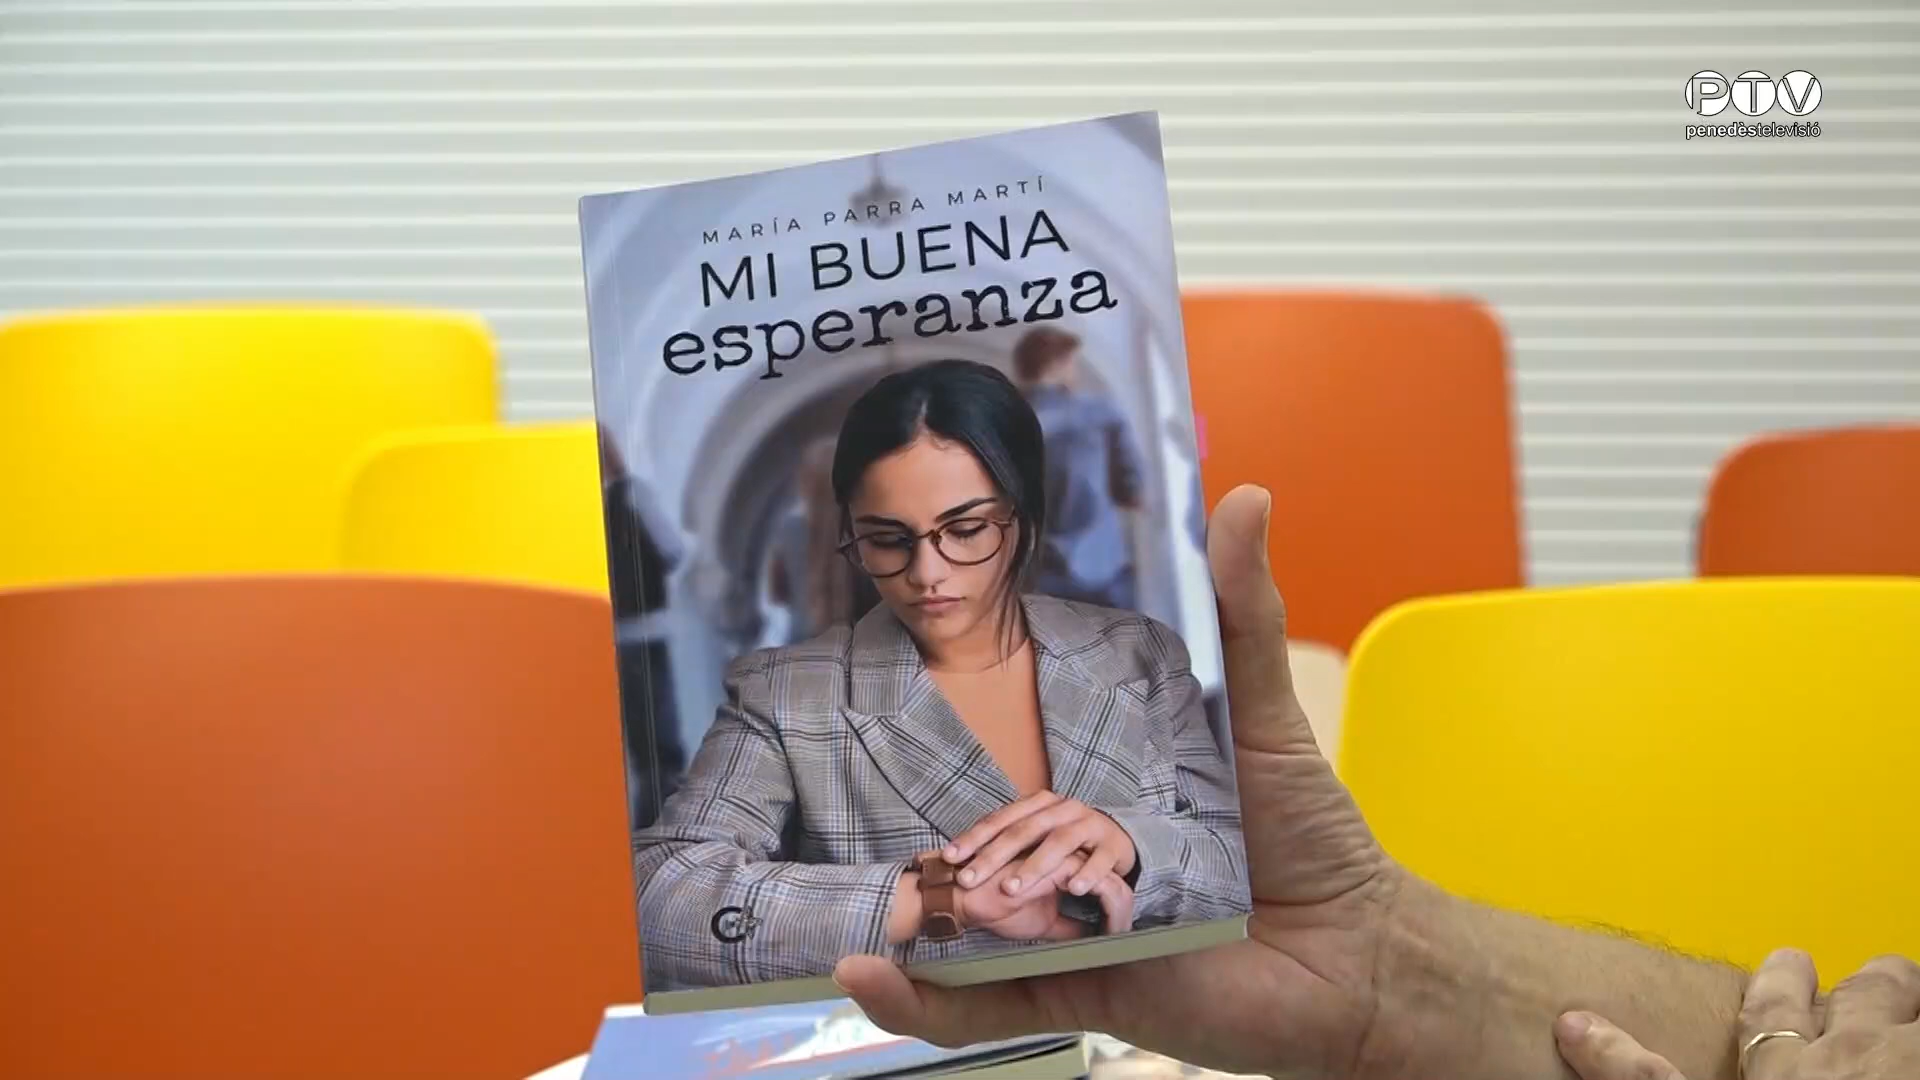 PTV
penedèstelevisió
MARÍA PARRA MARTÍ
MI BUENA
esperanza